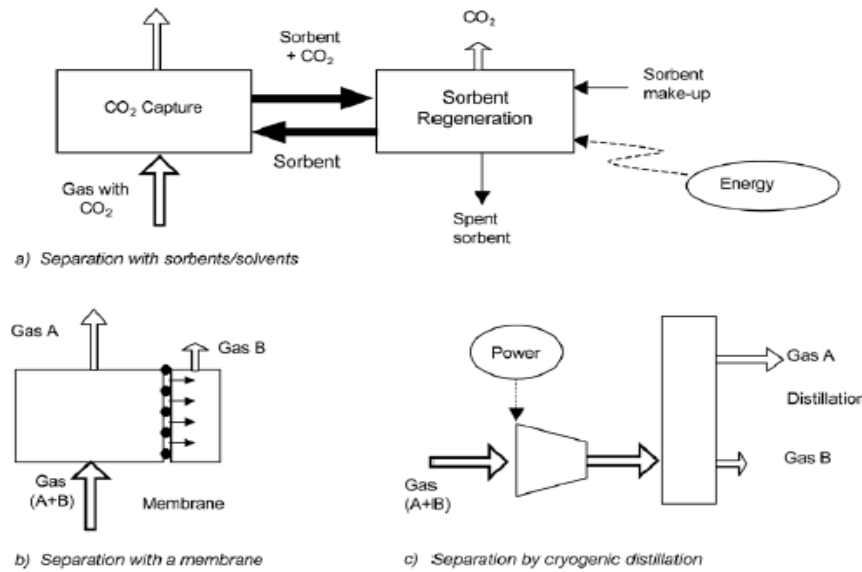 CO₂
Sorbent
+ CO₂
CO₂ Capture
Sorbent
Regeneration
Sorbent
make-up
Sorbent
Gas with
CO₂
Energy
Spent
sorbent
a) Separation with sorbents/solvents
Gas A
Gas B
Gas
(A+B)
Membrane
b) Separation with a membrane
Power
Gas A
Distillation
Gas B
Gas
(A+B)
c) Separation by cryogenic distillation